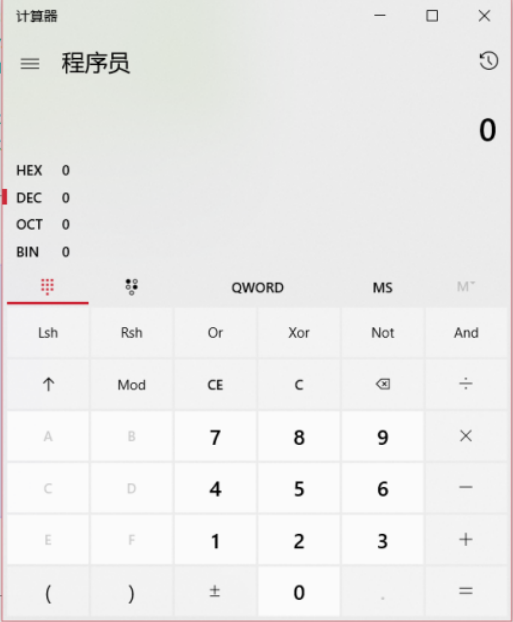 计算器
程序员
0
HEX 0
DEC 0
OCT 0
BIN 0
QWORD MS M˅
Lsh Rsh Or Xor Not And
↑ Mod CE C ⌫ ÷
A B 7 8 9 ×
C D 4 5 6 −
E F 1 2 3 +
( ) ± 0 . =